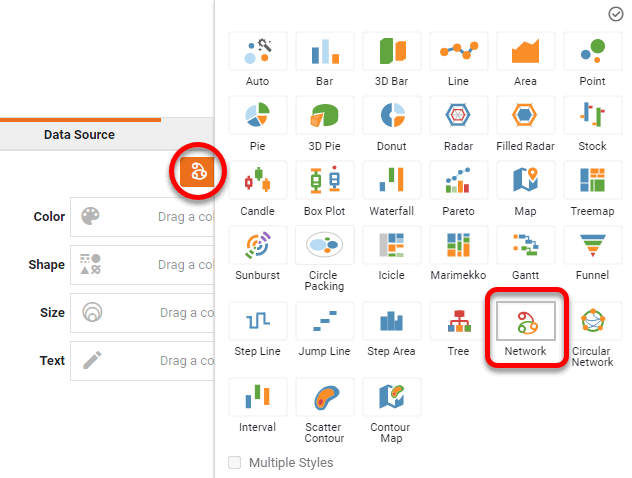 Auto Bar 3D Bar Line Area Point
Data Source
Pie 3D Pie Donut Radar Filled Radar Stock
Candle Box Plot Waterfall Pareto Map Treemap
Color Drag a co
Shape Drag a co
Sunburst Circle Packing Icicle Marimekko Gantt Funnel
Size Drag a co
Step Line Jump Line Step Area Tree Network Circular Network
Text Drag a co
Interval Scatter Contour Contour Map
Multiple Styles